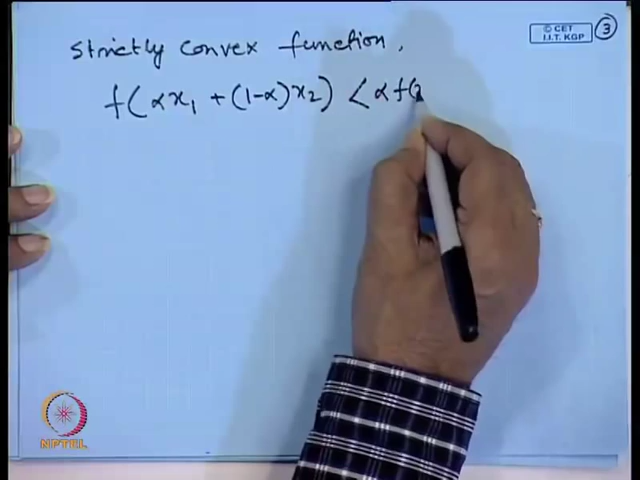 © CET
I.I.T. KGP
3
strictly convex function.
f(αx₁ + (1-α)x₂) < αf(
NPTEL